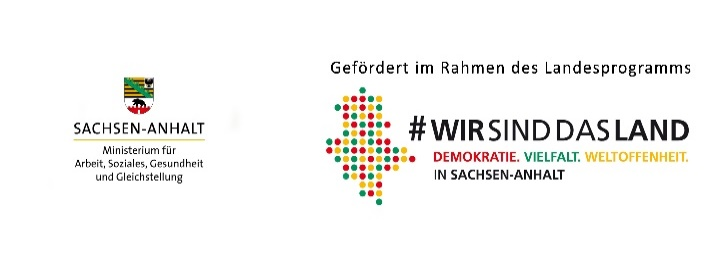 SACHSEN-ANHALT
Ministerium für
Arbeit, Soziales, Gesundheit
und Gleichstellung
Gefördert im Rahmen des Landesprogramms
#WIRSINDDASLAND
DEMOKRATIE. VIELFALT. WELTOFFENHEIT.
IN SACHSEN-ANHALT